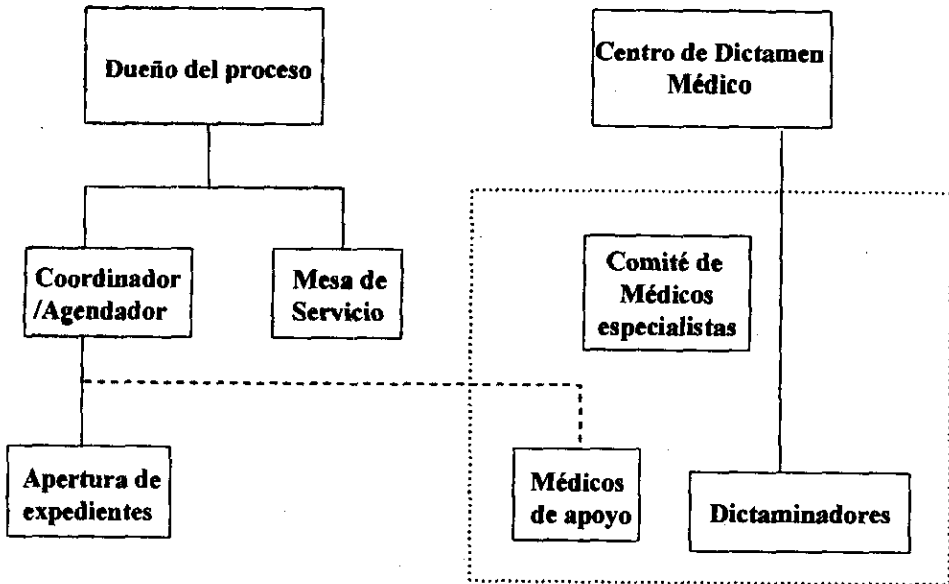 Dueño del proceso
Centro de Dictamen
Médico
Coordinador
/Agendador
Mesa de
Servicio
Comité de
Médicos
especialistas
Apertura de
expedientes
Médicos
de apoyo
Dictaminadores